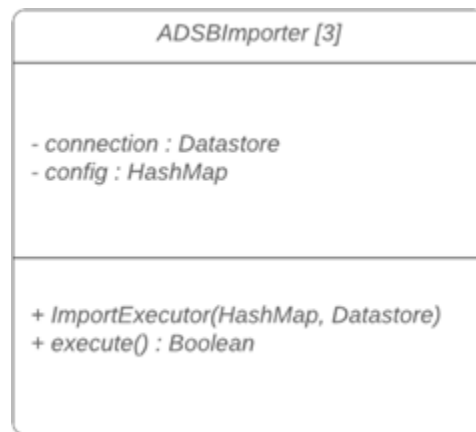 ADSBImporter [3]
- connection : Datastore
- config : HashMap
+ ImportExecutor(HashMap, Datastore)
+ execute() : Boolean